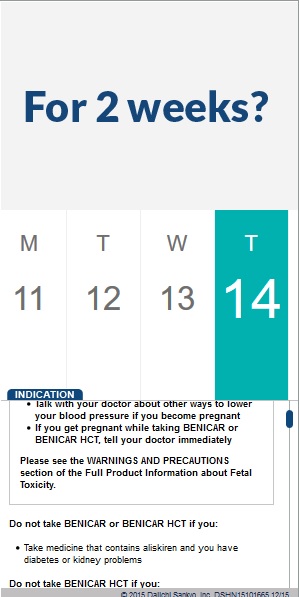 For 2 weeks?
M T W T
11 12 13 14
INDICATION
• Talk with your doctor about other ways to lower
your blood pressure if you become pregnant
• If you get pregnant while taking BENICAR or
BENICAR HCT, tell your doctor immediately
Please see the WARNINGS AND PRECAUTIONS
section of the Full Product Information about Fetal
Toxicity.
Do not take BENICAR or BENICAR HCT if you:
• Take medicine that contains aliskiren and you have
diabetes or kidney problems
Do not take BENICAR HCT if you:
© 2015 Daiichi Sankyo, Inc. DSHN15101665 12/15